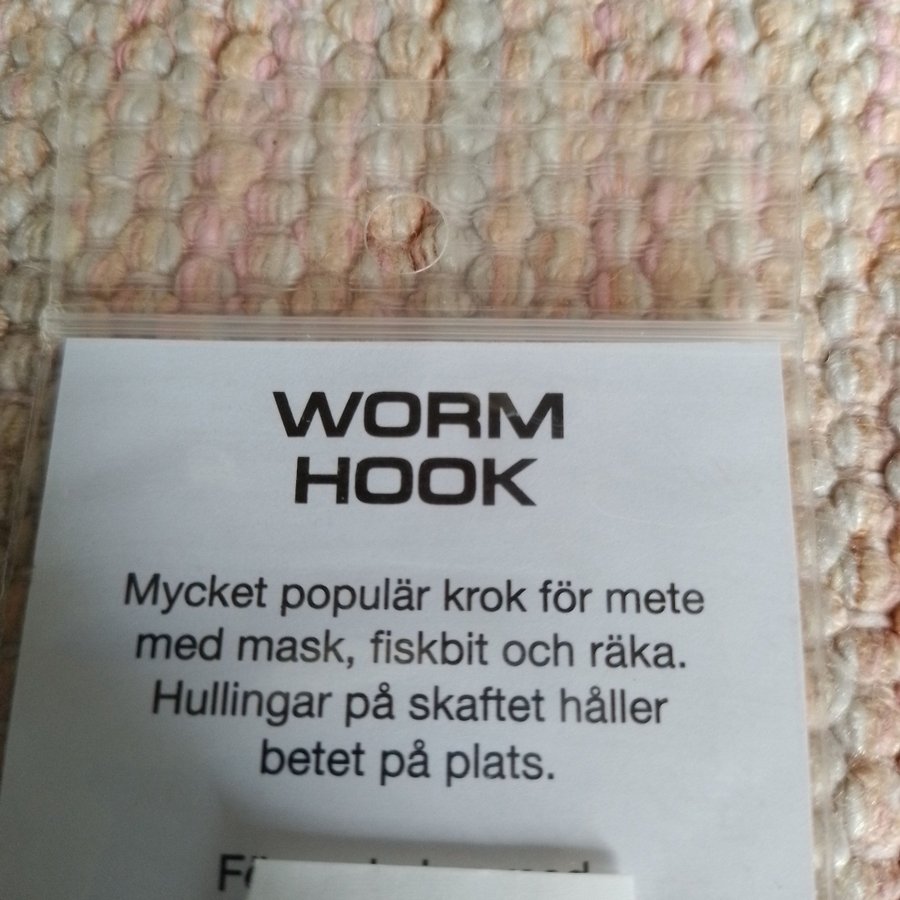 WORM
HOOK
Mycket populär krok för mete
med mask, fiskbit och räka.
Hullingar på skaftet håller
betet på plats.